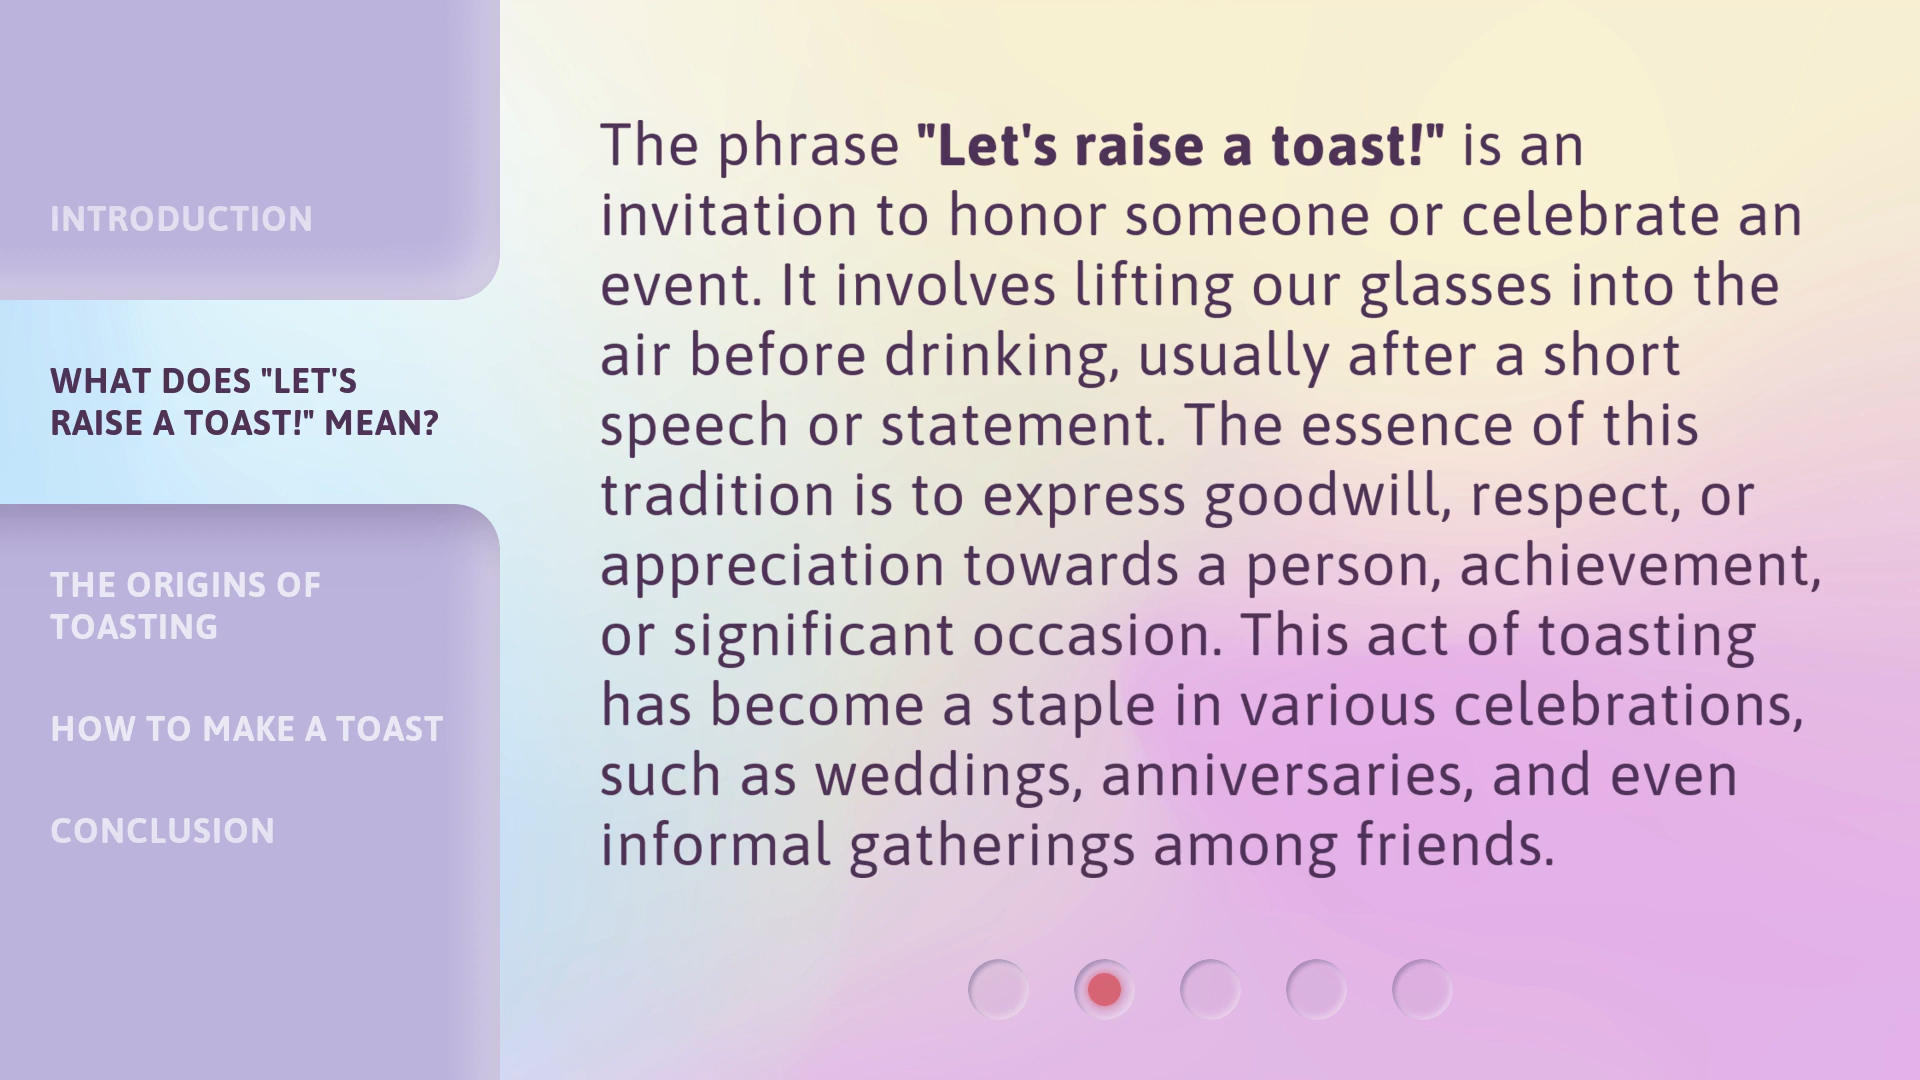 INTRODUCTION
WHAT DOES "LET'S
RAISE A TOAST!" MEAN?
THE ORIGINS OF
TOASTING
HOW TO MAKE A TOAST
CONCLUSION
The phrase "Let's raise a toast!" is an
invitation to honor someone or celebrate an
event. It involves lifting our glasses into the
air before drinking, usually after a short
speech or statement. The essence of this
tradition is to express goodwill, respect, or
appreciation towards a person, achievement,
or significant occasion. This act of toasting
has become a staple in various celebrations,
such as weddings, anniversaries, and even
informal gatherings among friends.